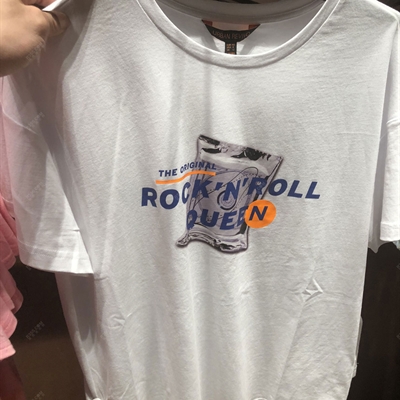 THE ORIGINAL
ROCK'N'ROLL
QUEEN